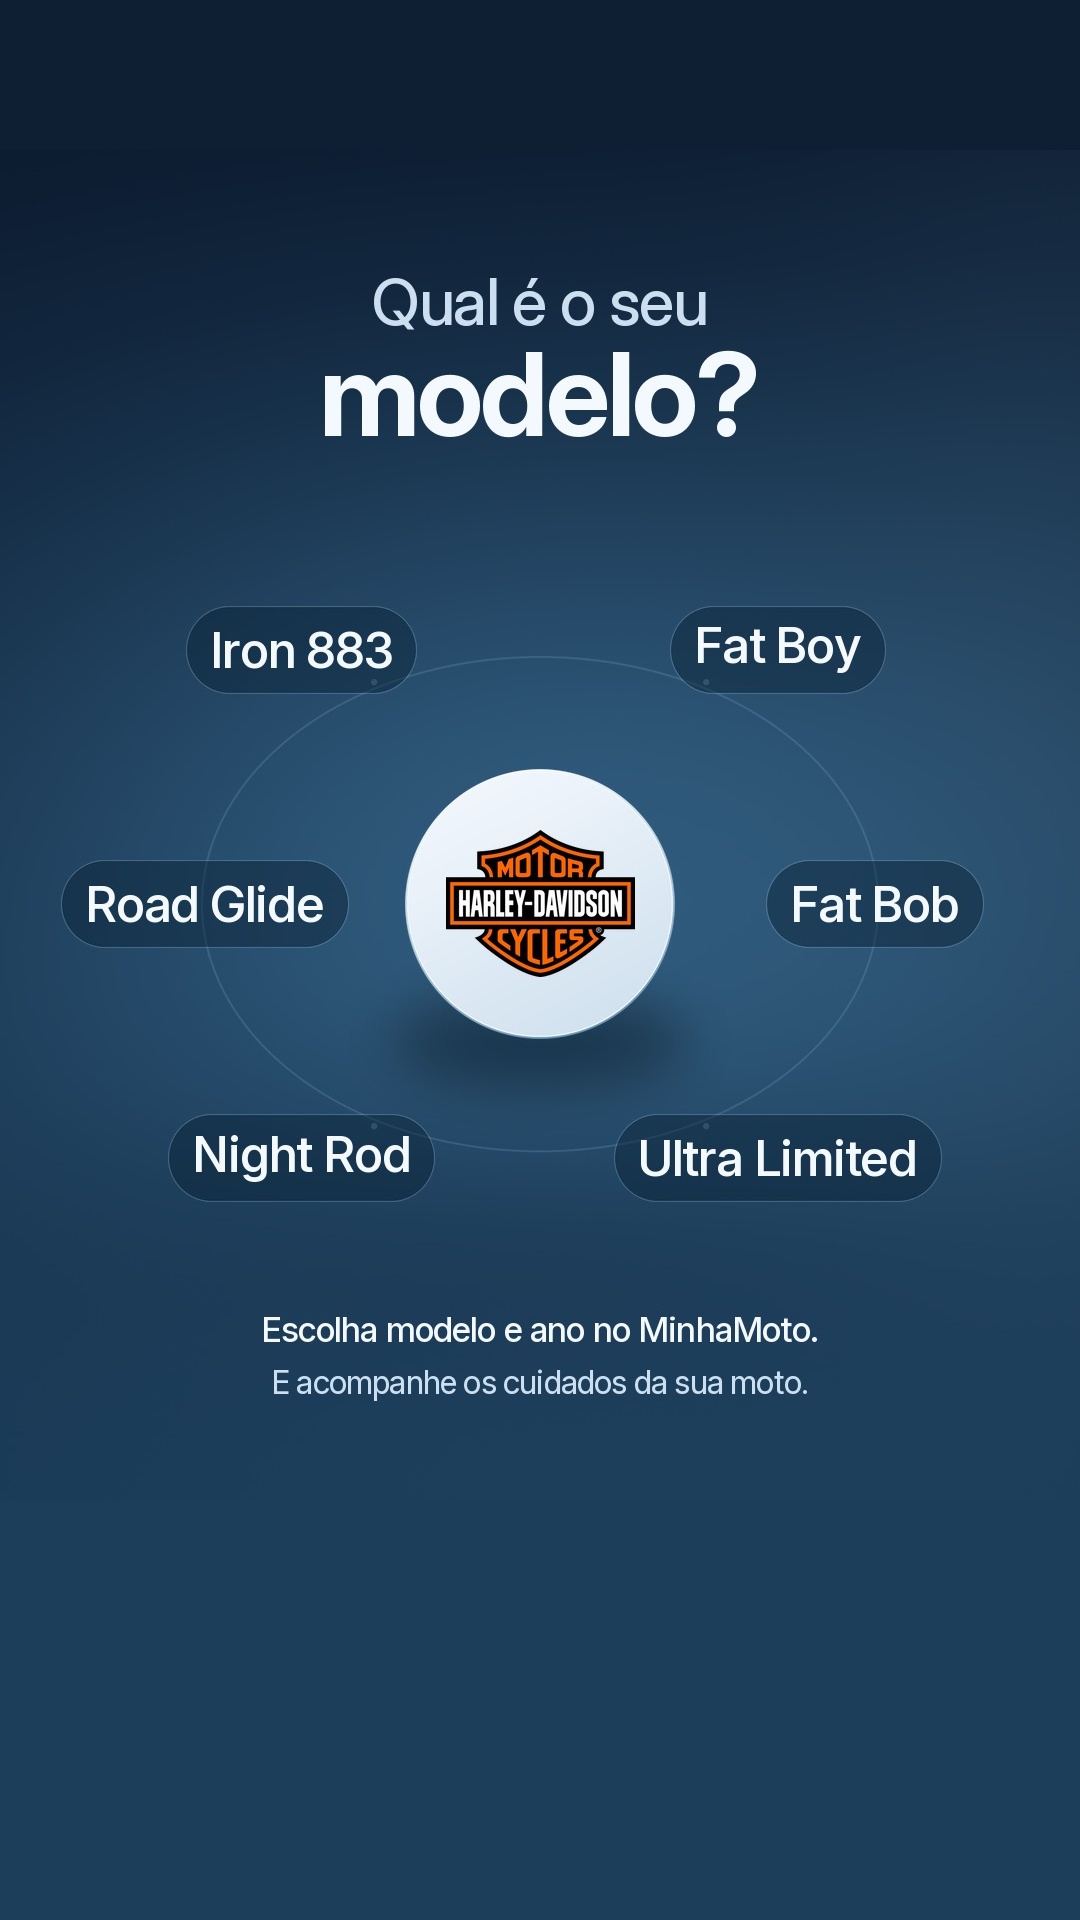 Qual é o seu
modelo?
Iron 883
Fat Boy
MOTOR
HARLEY-DAVIDSON
CYCLES®
Road Glide
Fat Bob
Night Rod
Ultra Limited
Escolha modelo e ano no MinhaMoto.
E acompanhe os cuidados da sua moto.